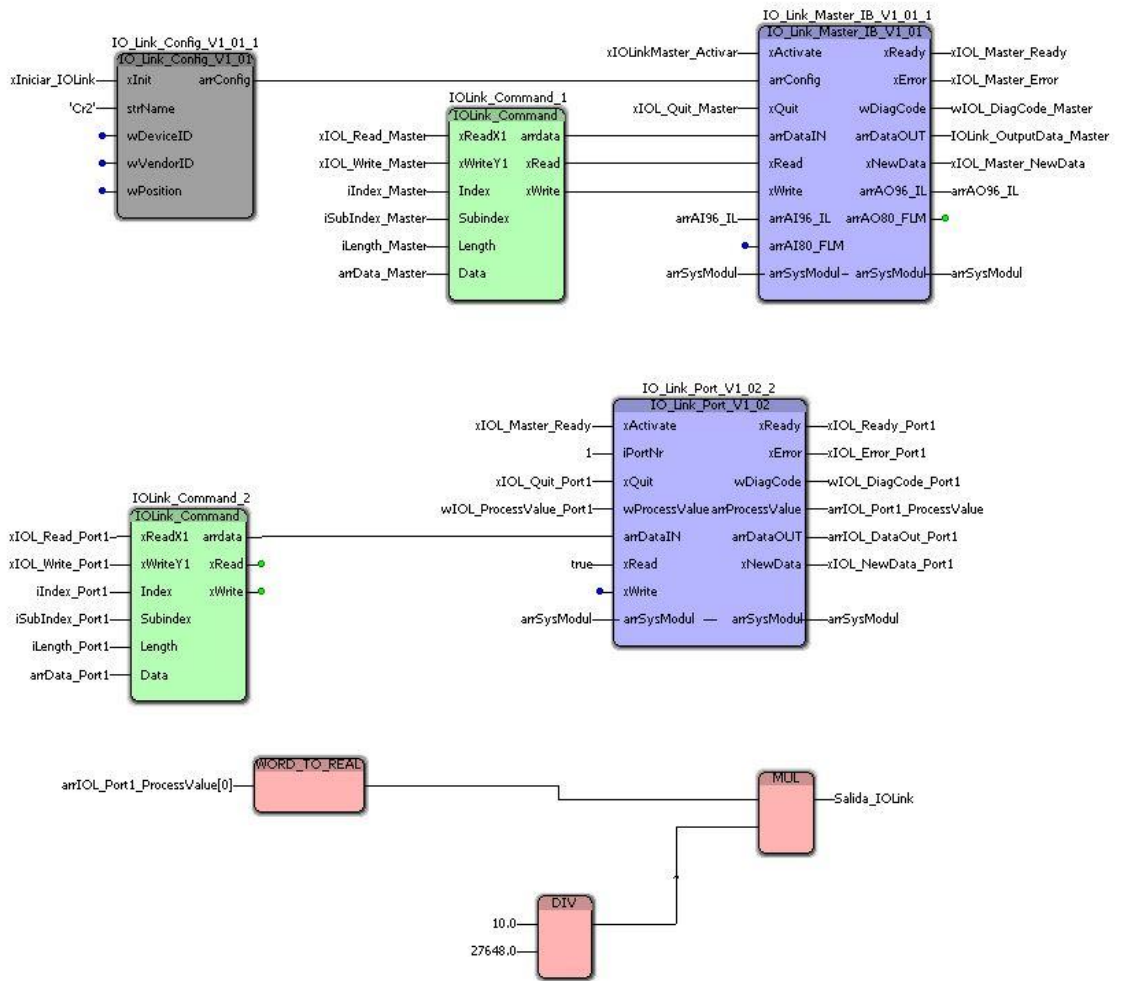 IO_Link_Config_V1_01_1
IO_Link_Config_V1_01
xIniciar_IOLink xInit arrConfig
'Cr2' strName
wDeviceID
wVendorID
wPosition
IOLink_Command_1
IOLink_Command
xIOL_Read_Master xReadX1 arrdata
xIOL_Write_Master xWriteY1 xRead
iIndex_Master Index xWrite
iSubIndex_Master Subindex
iLength_Master Length
arrData_Master Data
IO_Link_Master_IB_V1_01_1
IO_Link_Master_IB_V1_01
xIOLinkMaster_Activar xActivate xReady xIOL_Master_Ready
arrConfig xError xIOL_Master_Error
xIOL_Quit_Master xQuit wDiagCode wIOL_DiagCode_Master
arrDataIN arrDataOUT IOLink_OutputData_Master
xRead xNewData xIOL_Master_NewData
xWrite arrAO96_IL arrAO96_IL
arrAI96_IL arrAI96_IL arrAO80_FLM
arrAI80_FLM
arrSysModul arrSysModul arrSysModul arrSysModul
IO_Link_Port_V1_02_2
IO_Link_Port_V1_02
xIOL_Master_Ready xActivate xReady xIOL_Ready_Port1
1 iPortNr xError xIOL_Error_Port1
xIOL_Quit_Port1 xQuit wDiagCode wIOL_DiagCode_Port1
wIOL_ProcessValue_Port1 wProcessValue arrProcessValue arrIOL_Port1_ProcessValue
arrDataIN arrDataOUT arrIOL_DataOut_Port1
true xRead xNewData xIOL_NewData_Port1
xWrite
arrSysModul arrSysModul arrSysModul arrSysModul
IOLink_Command_2
IOLink_Command
xIOL_Read_Port1 xReadX1 arrdata
xIOL_Write_Port1 xWriteY1 xRead
iIndex_Port1 Index xWrite
iSubIndex_Port1 Subindex
iLength_Port1 Length
arrData_Port1 Data
WORD_TO_REAL
arrIOL_Port1_ProcessValue[0]
MUL
Salida_IOLink
DIV
10.0
27648.0